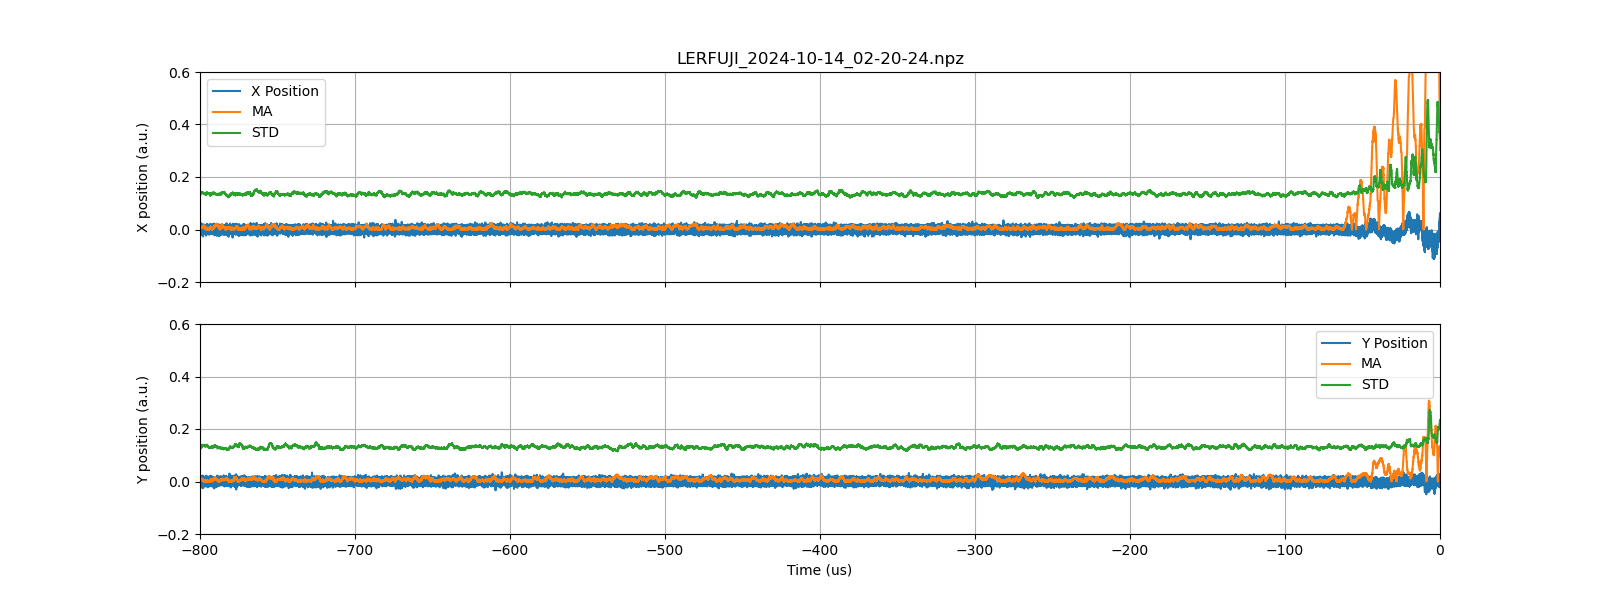 LERFUJI_2024-10-14_02-20-24.npz
X position (a.u.)
0.6
0.4
0.2
0.0
−0.2
X Position
MA
STD
Y position (a.u.)
0.6
0.4
0.2
0.0
−0.2
Y Position
MA
STD
−800 −700 −600 −500 −400 −300 −200 −100 0
Time (us)